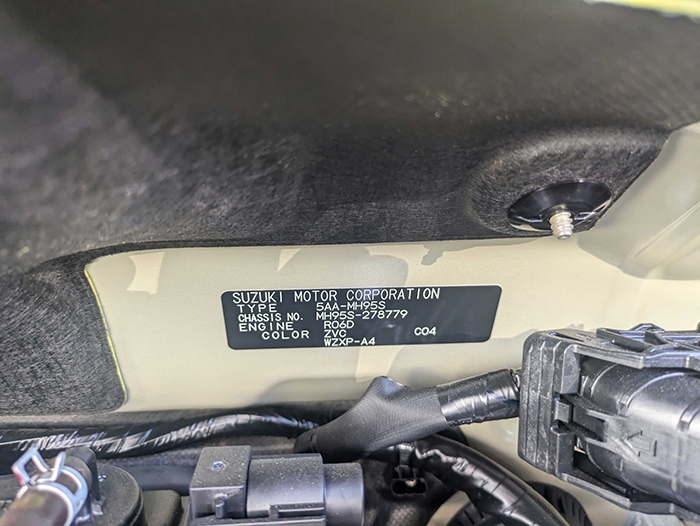 SUZUKI MOTOR CORPORATION
TYPE 5AA-MH95S
CHASSIS NO. MH95S-278779
ENGINE R06D
COLOR ZVC C04
WZXP-A4